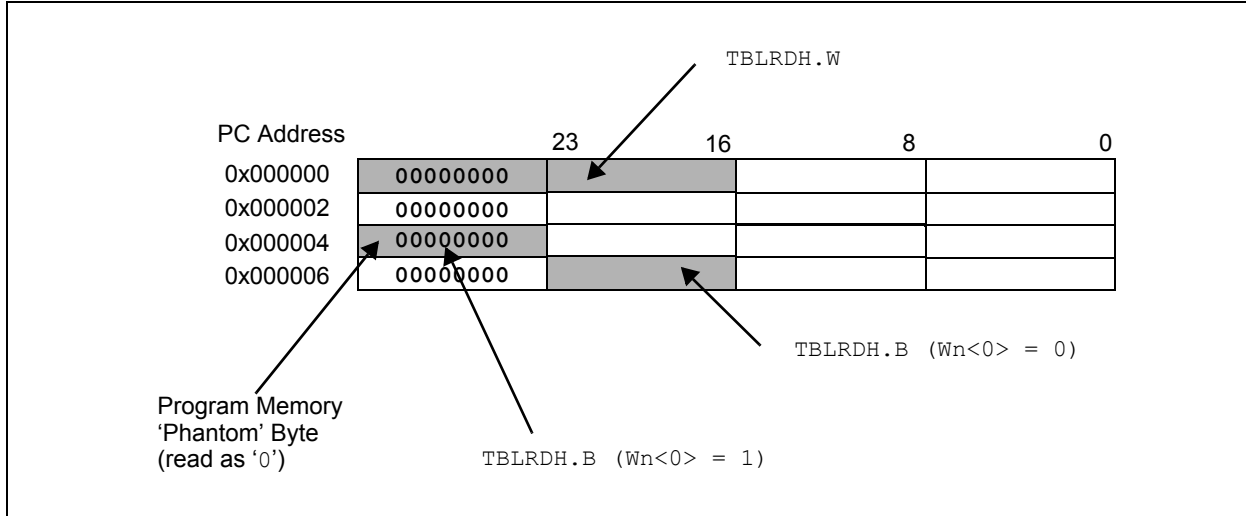 TBLRDH.W
PC Address
23 16 8 0
0x000000 00000000
0x000002 00000000
0x000004 00000000
0x000006 00000000
TBLRDH.B (Wn<0> = 0)
Program Memory
‘Phantom’ Byte
(read as ‘0’)
TBLRDH.B (Wn<0> = 1)